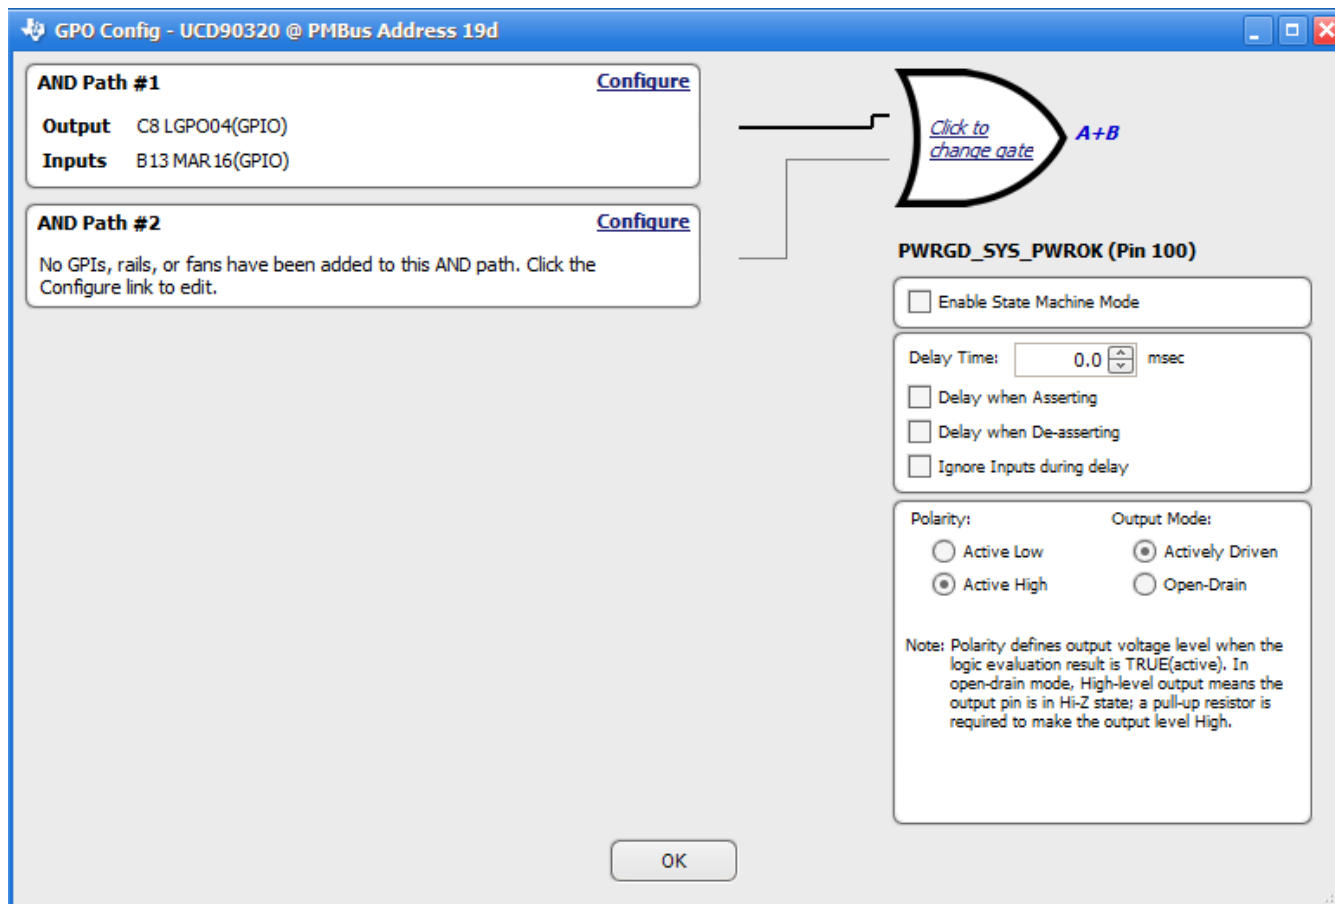 GPO Config - UCD90320 @ PMBus Address 19d
AND Path #1 Configure
Output C8 LGPO04(GPIO)
Inputs B13 MAR16(GPIO)
AND Path #2 Configure
No GPIs, rails, or fans have been added to this AND path. Click the
Configure link to edit.
Click to
change gate
A+B
PWRGD_SYS_PWROK (Pin 100)
Enable State Machine Mode
Delay Time: 0.0 msec
Delay when Asserting
Delay when De-asserting
Ignore Inputs during delay
Polarity: Output Mode:
Active Low Actively Driven
Active High Open-Drain
Note: Polarity defines output voltage level when the
logic evaluation result is TRUE(active). In
open-drain mode, High-level output means the
output pin is in Hi-Z state; a pull-up resistor is
required to make the output level High.
OK